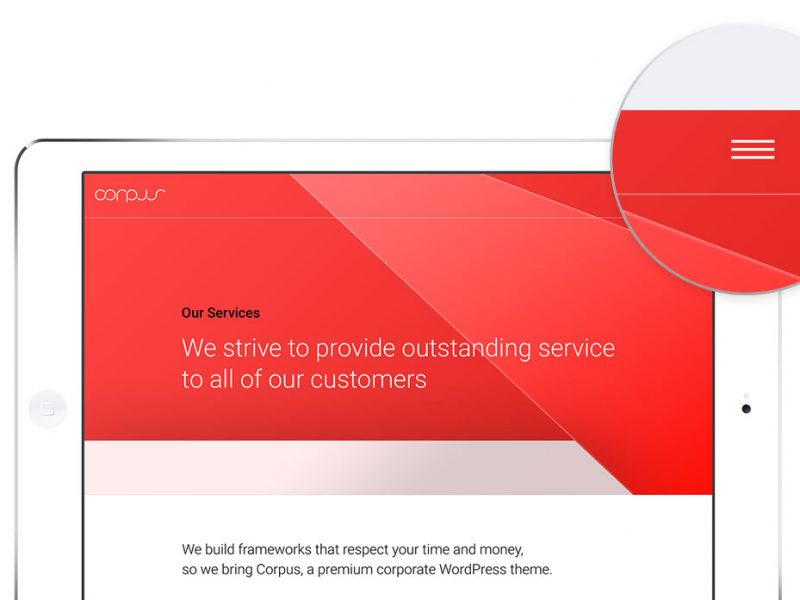 corpus
Our Services
We strive to provide outstanding service
to all of our customers
We build frameworks that respect your time and money,
so we bring Corpus, a premium corporate WordPress theme.